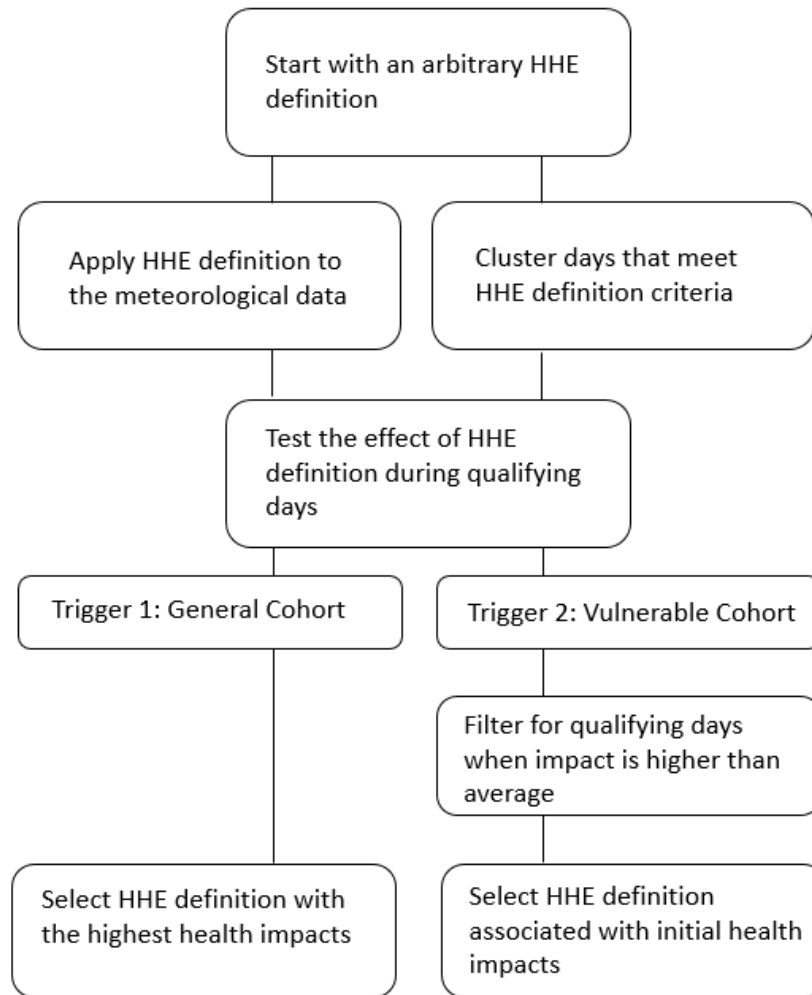 Start with an arbitrary HHE
definition
Apply HHE definition to
the meteorological data
Cluster days that meet
HHE definition criteria
Test the effect of HHE
definition during qualifying
days
Trigger 1: General Cohort
Trigger 2: Vulnerable Cohort
Filter for qualifying days
when impact is higher than
average
Select HHE definition with
the highest health impacts
Select HHE definition
associated with initial health
impacts